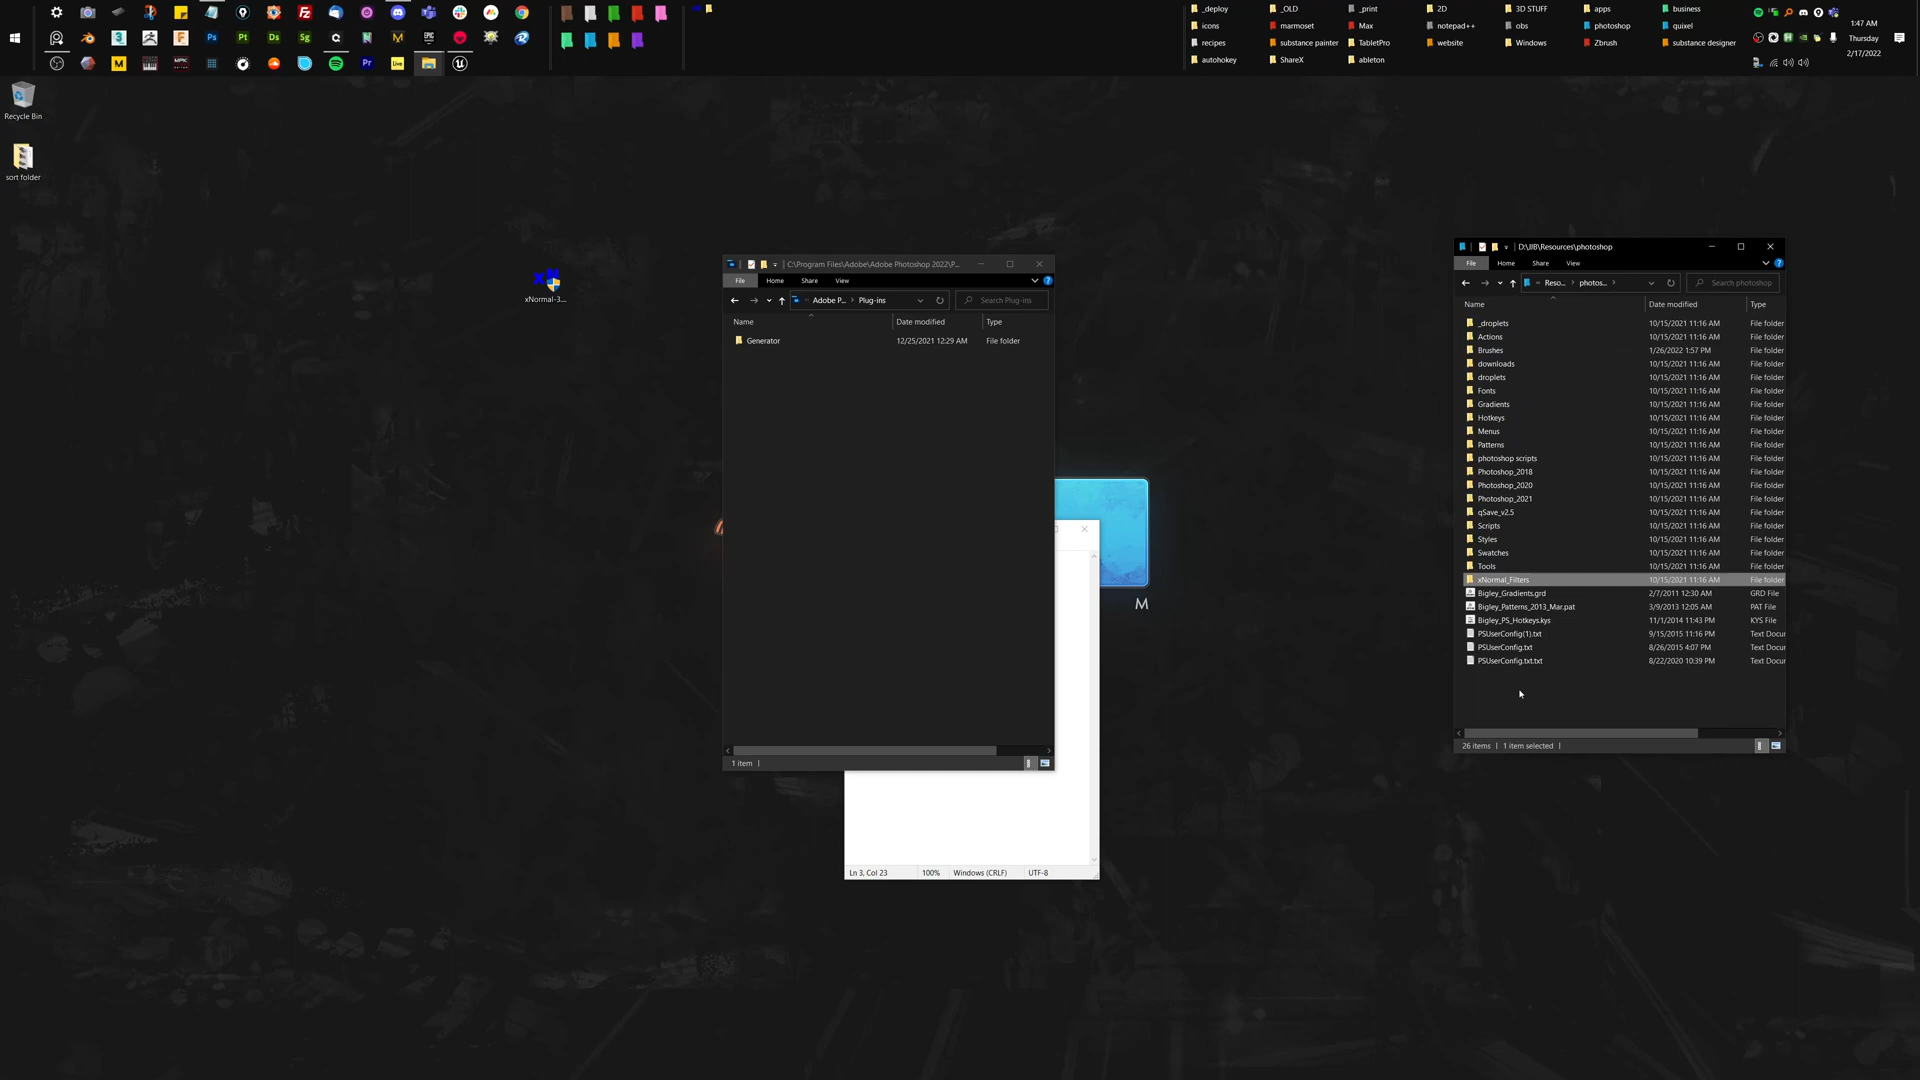 _deploy
_OLD
_print
2D
3D STUFF
apps
business
icons
marmoset
Max
notepad++
obs
photoshop
quixel
recipes
substance painter
TabletPro
website
Windows
Zbrush
substance designer
autohokey
ShareX
ableton
1:47 AM
Thursday
2/17/2022
Recycle Bin
sort folder
xNormal-3....
C:\Program Files\Adobe\Adobe Photoshop 2022\P...
File Home Share View
Adobe P... Plug-ins
Search Plug-ins
Name Date modified Type
Generator 12/25/2021 12:29 AM File folder
1 item
M
Ln 3, Col 23 100% Windows (CRLF) UTF-8
D:\JIB\Resources\photoshop
File Home Share View
Reso... photos...
Search photoshop
Name Date modified Type
_droplets 10/15/2021 11:16 AM File folder
Actions 10/15/2021 11:16 AM File folder
Brushes 1/26/2022 1:57 PM File folder
downloads 10/15/2021 11:16 AM File folder
droplets 10/15/2021 11:16 AM File folder
Fonts 10/15/2021 11:16 AM File folder
Gradients 10/15/2021 11:16 AM File folder
Hotkeys 10/15/2021 11:16 AM File folder
Menus 10/15/2021 11:16 AM File folder
Patterns 10/15/2021 11:16 AM File folder
photoshop scripts 10/15/2021 11:16 AM File folder
Photoshop_2018 10/15/2021 11:16 AM File folder
Photoshop_2020 10/15/2021 11:16 AM File folder
Photoshop_2021 10/15/2021 11:16 AM File folder
qSave_v2.5 10/15/2021 11:16 AM File folder
Scripts 10/15/2021 11:16 AM File folder
Styles 10/15/2021 11:16 AM File folder
Swatches 10/15/2021 11:16 AM File folder
Tools 10/15/2021 11:16 AM File folder
xNormal_Filters 10/15/2021 11:16 AM File folder
Bigley_Gradients.grd 2/7/2011 12:30 AM GRD File
Bigley_Patterns_2013_Mar.pat 3/9/2013 12:05 AM PAT File
Bigley_PS_Hotkeys.kys 11/1/2014 11:43 PM KYS File
PSUserConfig(1).txt 9/15/2015 11:16 PM Text Docu
PSUserConfig.txt 8/26/2015 4:07 PM Text Docu
PSUserConfig.txt.txt 8/22/2020 10:39 PM Text Docu
26 items 1 item selected